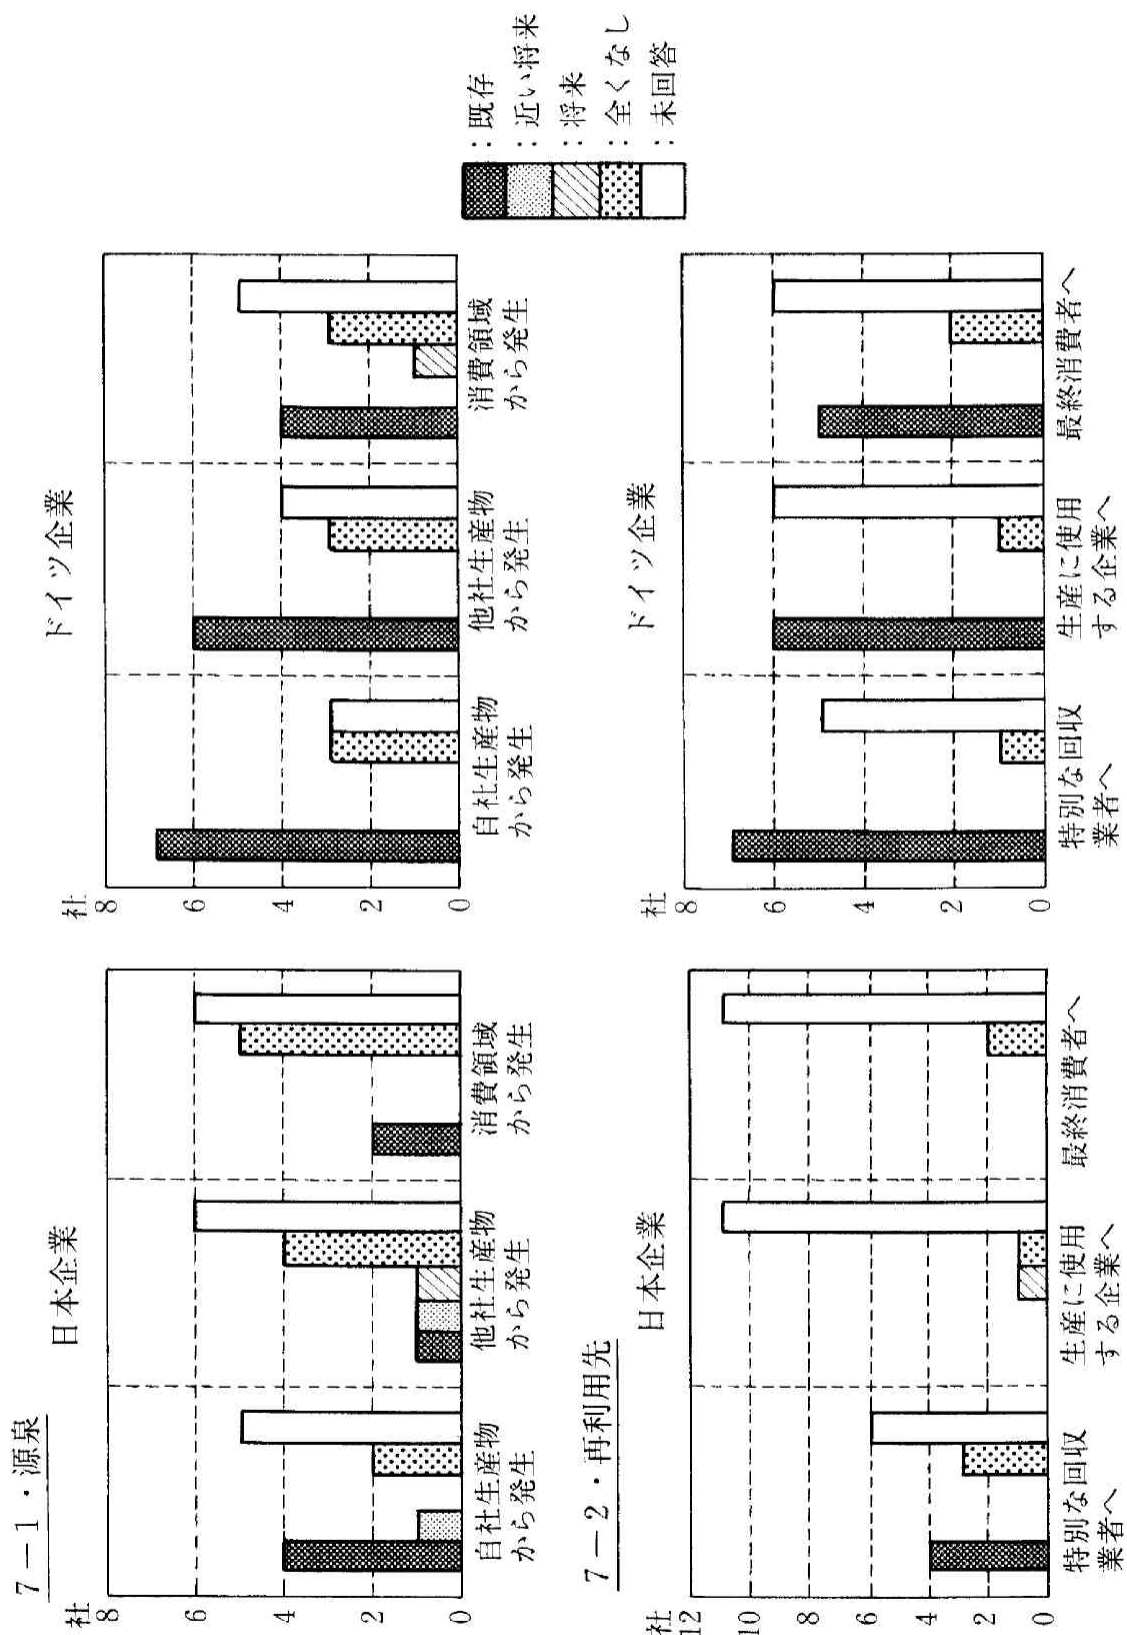 7－1・源泉
日本企業
社
8
6
4
2
0
自社生産物
から発生
他社生産物
から発生
消費領域
から発生
ドイツ企業
社
8
6
4
2
0
自社生産物
から発生
他社生産物
から発生
消費領域
から発生
：既存
：近い将来
：将来
：全くなし
：未回答
7－2・再利用先
日本企業
社
12
10
8
6
4
2
0
特別な回収
業者へ
生産に使用
する企業へ
最終消費者へ
ドイツ企業
社
8
6
4
2
0
特別な回収
業者へ
生産に使用
する企業へ
最終消費者へ